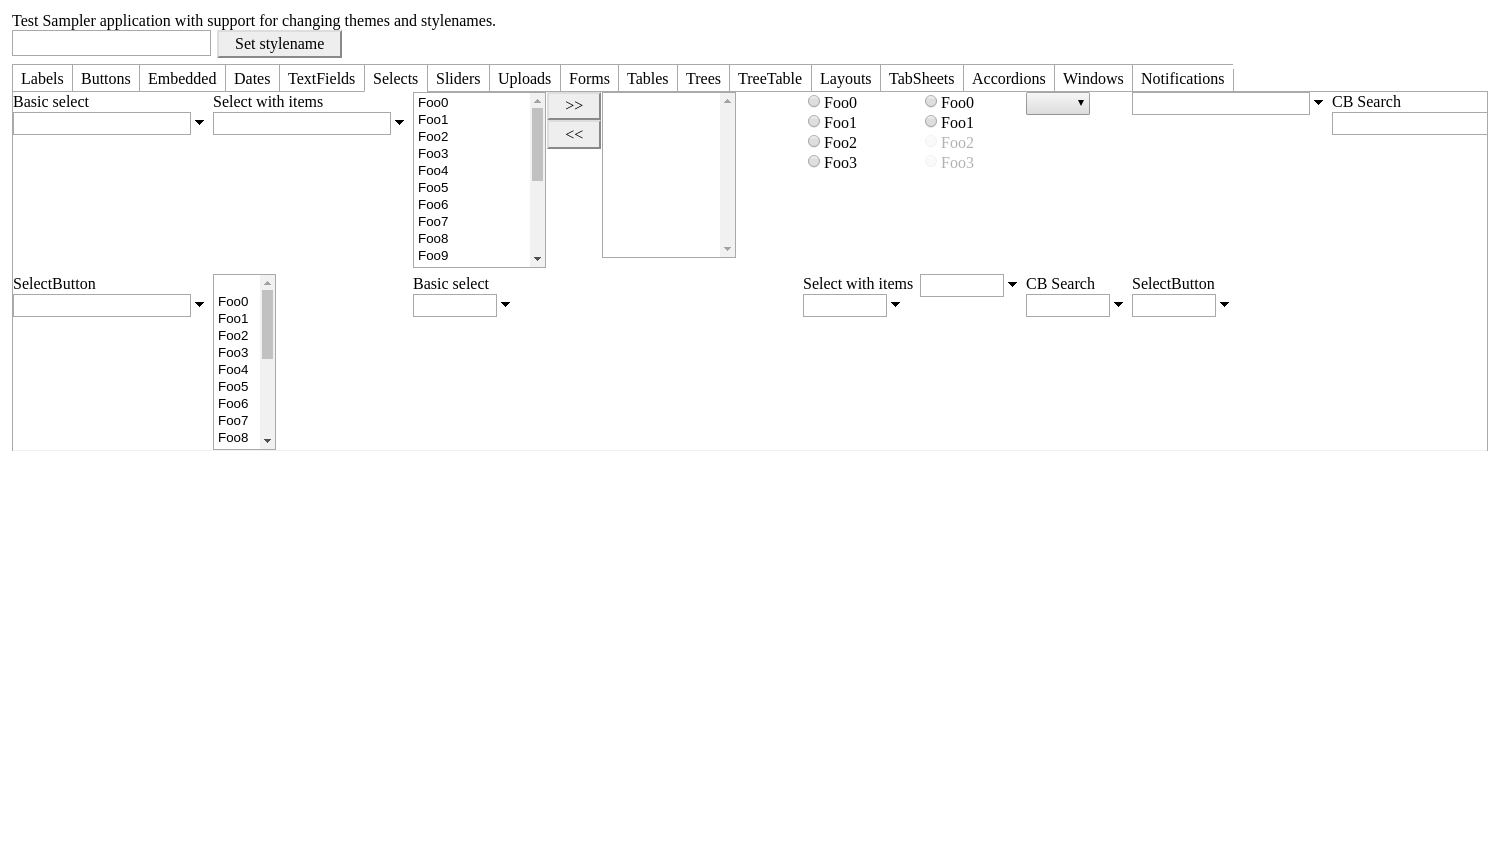 Test Sampler application with support for changing themes and stylenames.
Set stylename
Labels Buttons Embedded Dates TextFields Selects Sliders Uploads Forms Tables Trees TreeTable Layouts TabSheets Accordions Windows Notifications
Basic select
Select with items
Foo0
Foo1
Foo2
Foo3
Foo4
Foo5
Foo6
Foo7
Foo8
Foo9
>>
<<
Foo0
Foo1
Foo2
Foo3
Foo0
Foo1
Foo2
Foo3
CB Search
SelectButton
Foo0
Foo1
Foo2
Foo3
Foo4
Foo5
Foo6
Foo7
Foo8
Basic select
Select with items
CB Search
SelectButton